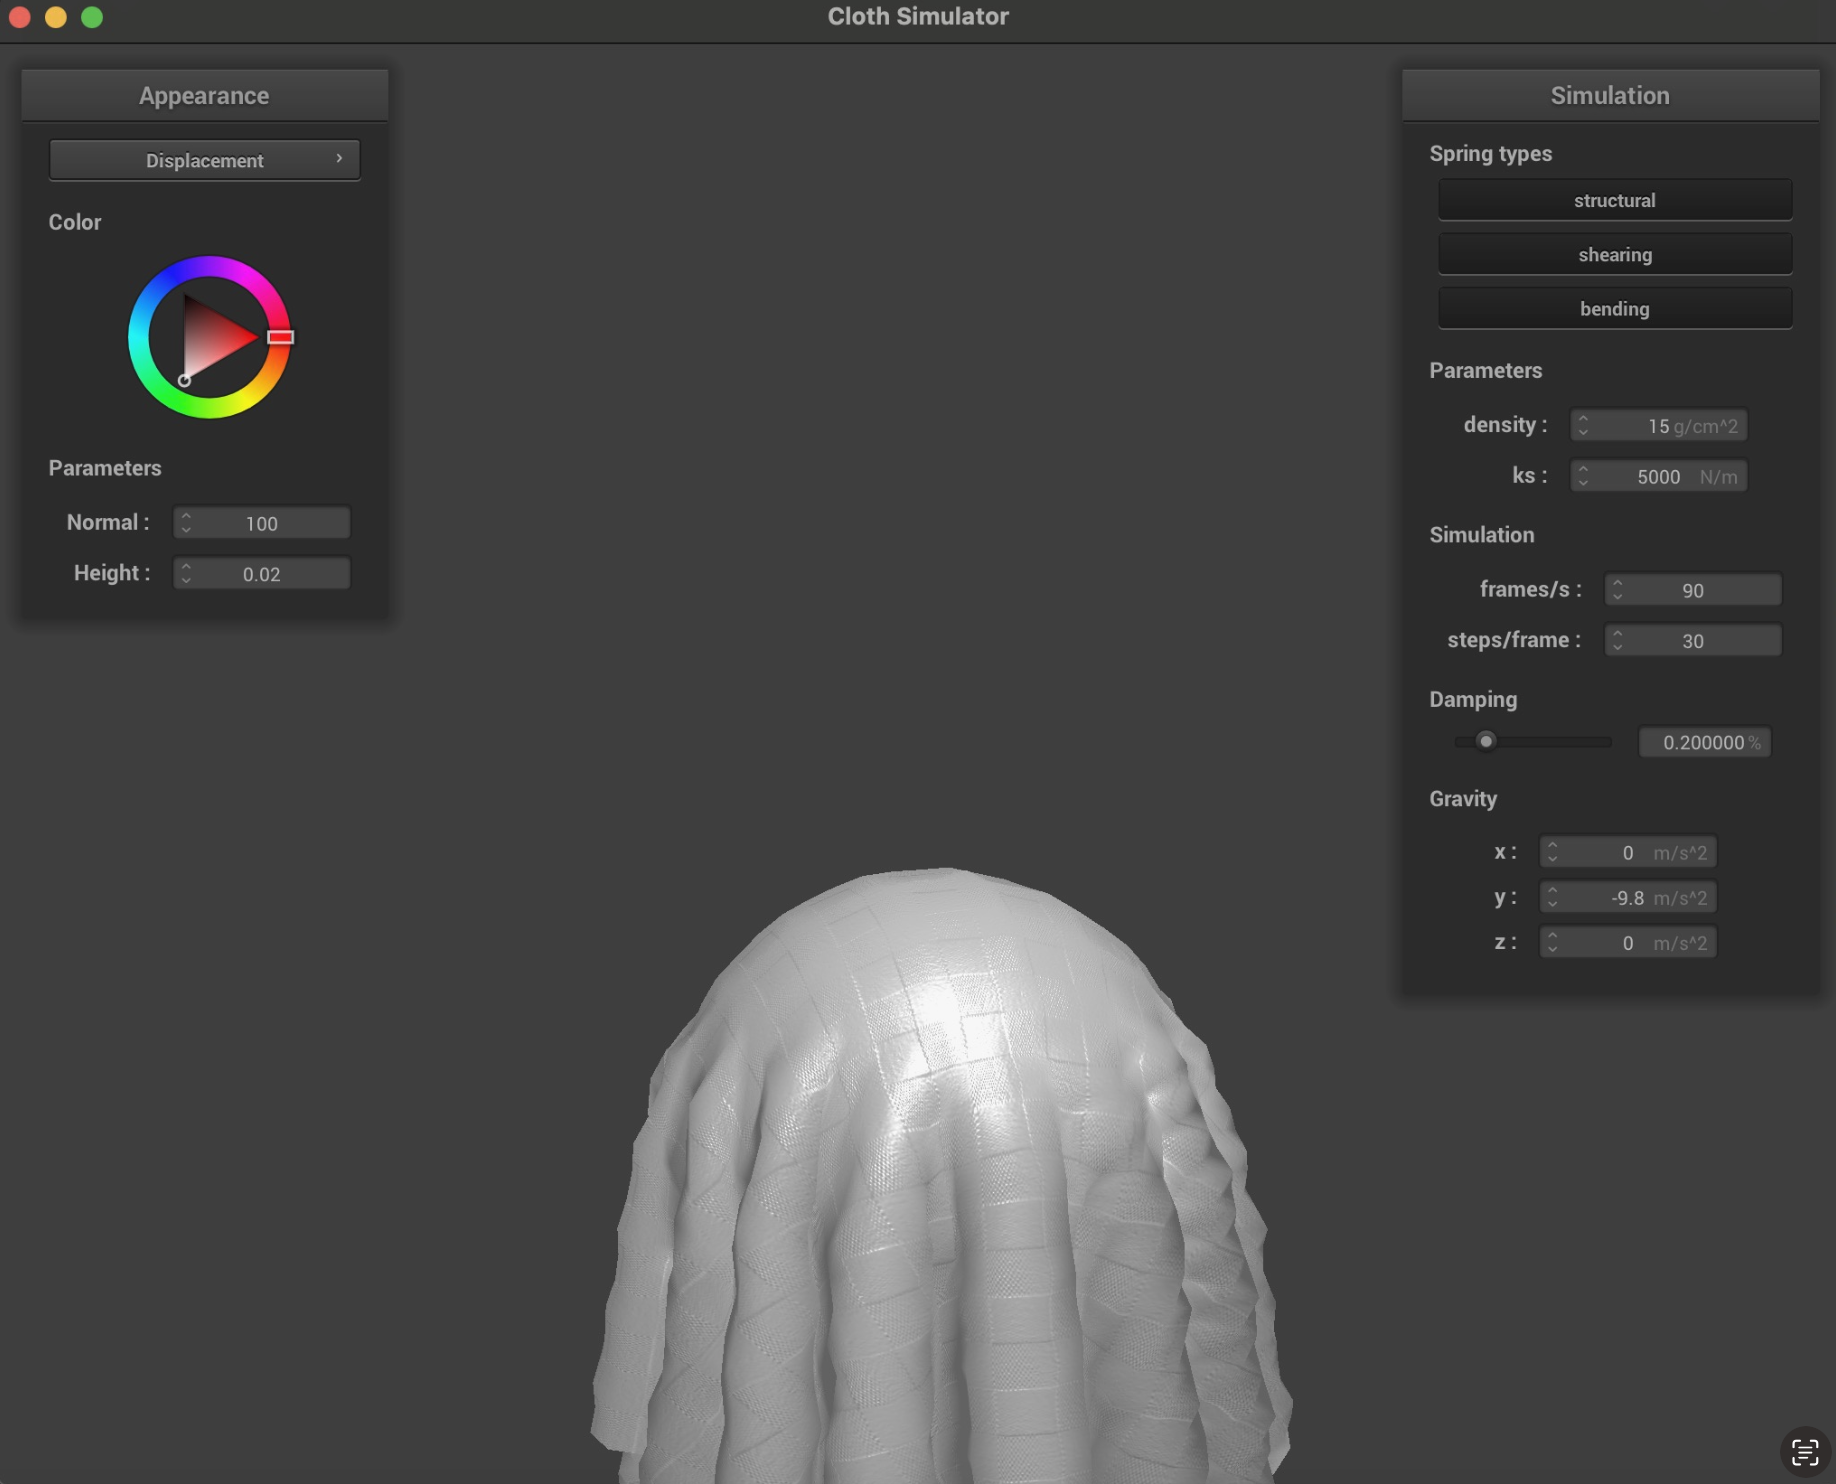 Cloth Simulator
Appearance
Displacement
Color
Parameters
Normal : 100
Height : 0.02
Simulation
Spring types
structural
shearing
bending
Parameters
density : 15 g/cm^2
ks : 5000 N/m
Simulation
frames/s : 90
steps/frame : 30
Damping
0.200000 %
Gravity
x : 0 m/s^2
y : -9.8 m/s^2
z : 0 m/s^2